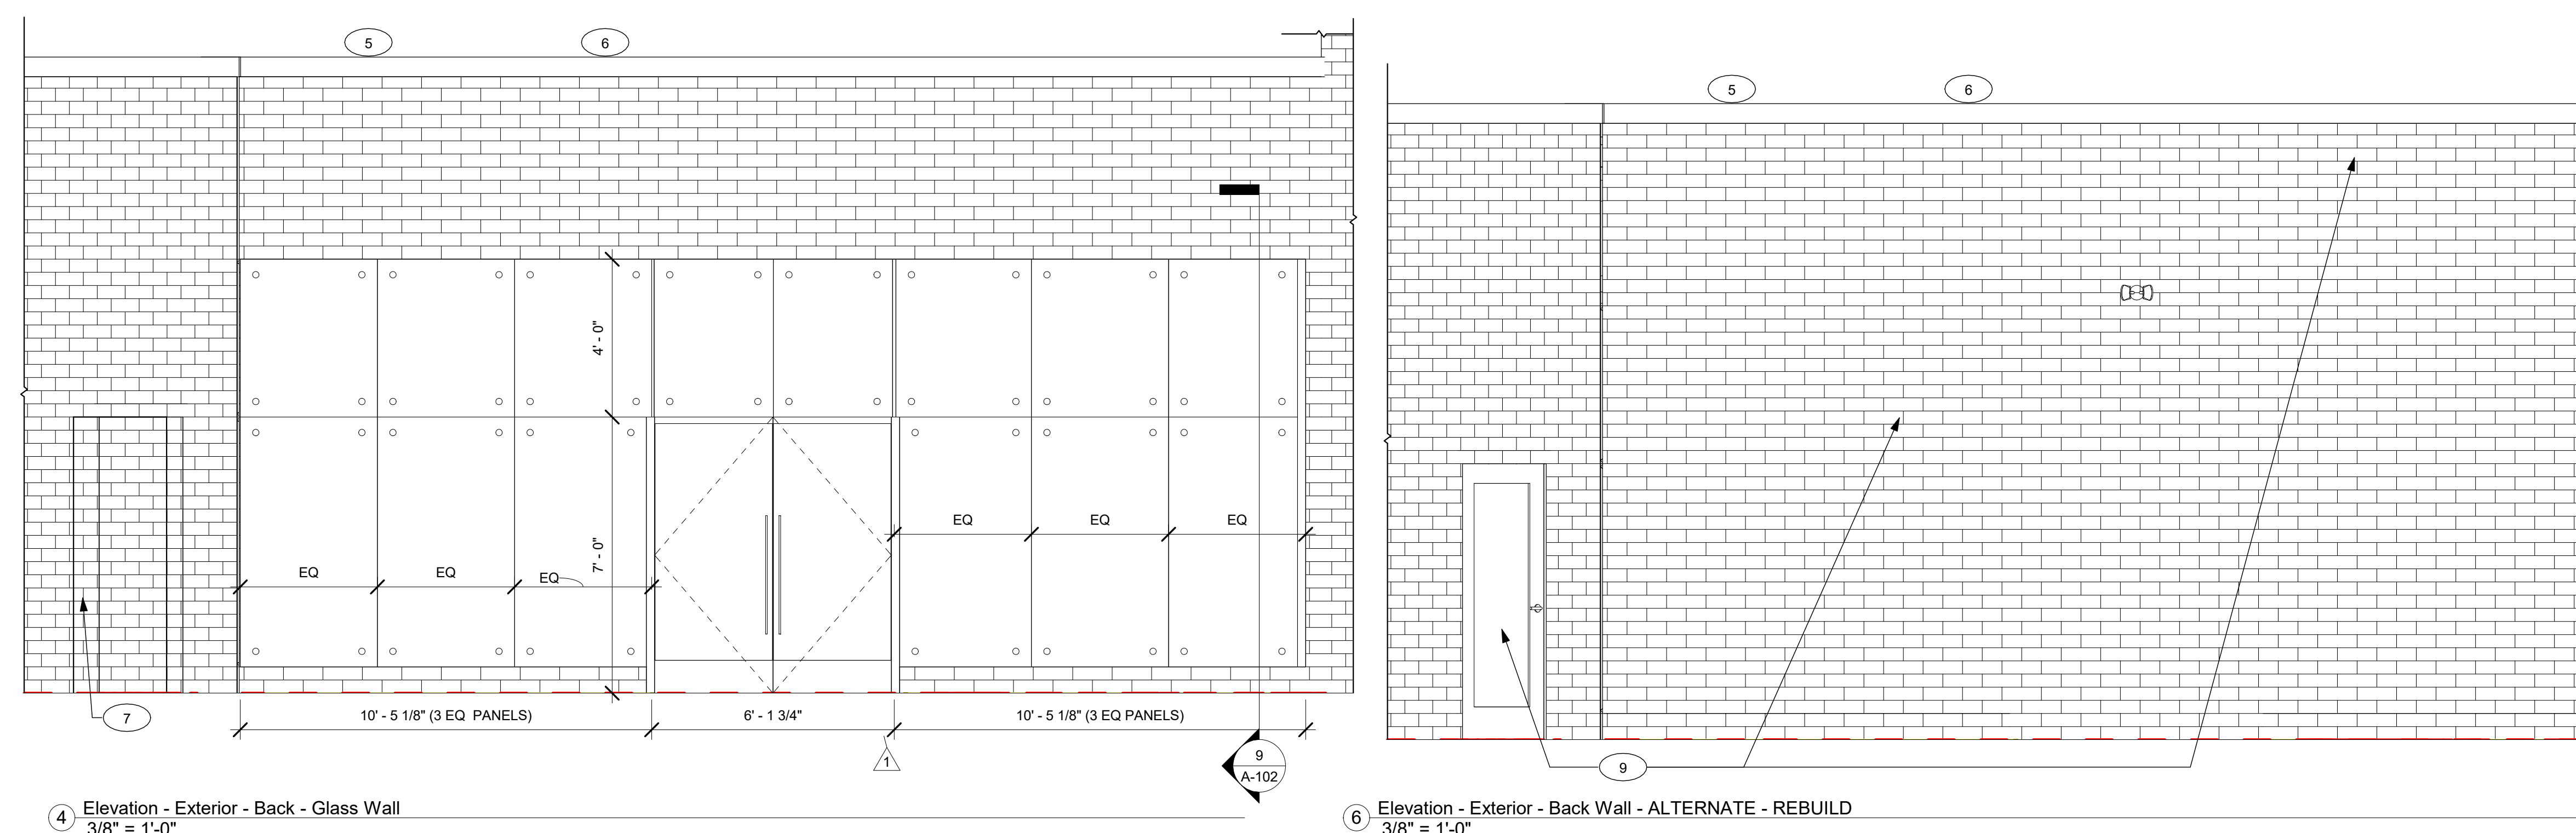 5
6
4' - 0"
7' - 0"
EQ
EQ
EQ
EQ
EQ
EQ
7
10' - 5 1/8" (3 EQ  PANELS)
6' - 1 3/4"
10' - 5 1/8" (3 EQ PANELS)
1
9
A-102
4
Elevation - Exterior - Back - Glass Wall
3/8" = 1'-0"
5
6
9
6
Elevation - Exterior - Back Wall - ALTERNATE - REBUILD
3/8" = 1'-0"